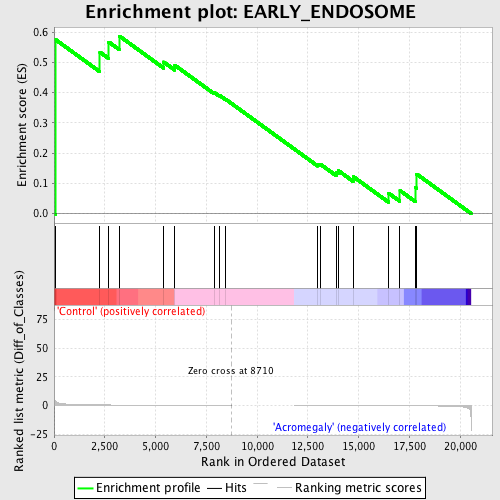 Enrichment plot: EARLY_ENDOSOME
Enrichment score (ES)
0.6
0.5
0.4
0.3
0.2
0.1
0.0
'Control' (positively correlated)
Ranked list metric (Diff_of_Classes)
75
50
25
0
-25
Zero cross at 8710
'Acromegaly' (negatively correlated)
0 2,500 5,000 7,500 10,000 12,500 15,000 17,500 20,000
Rank in Ordered Dataset
Enrichment profile Hits Ranking metric scores